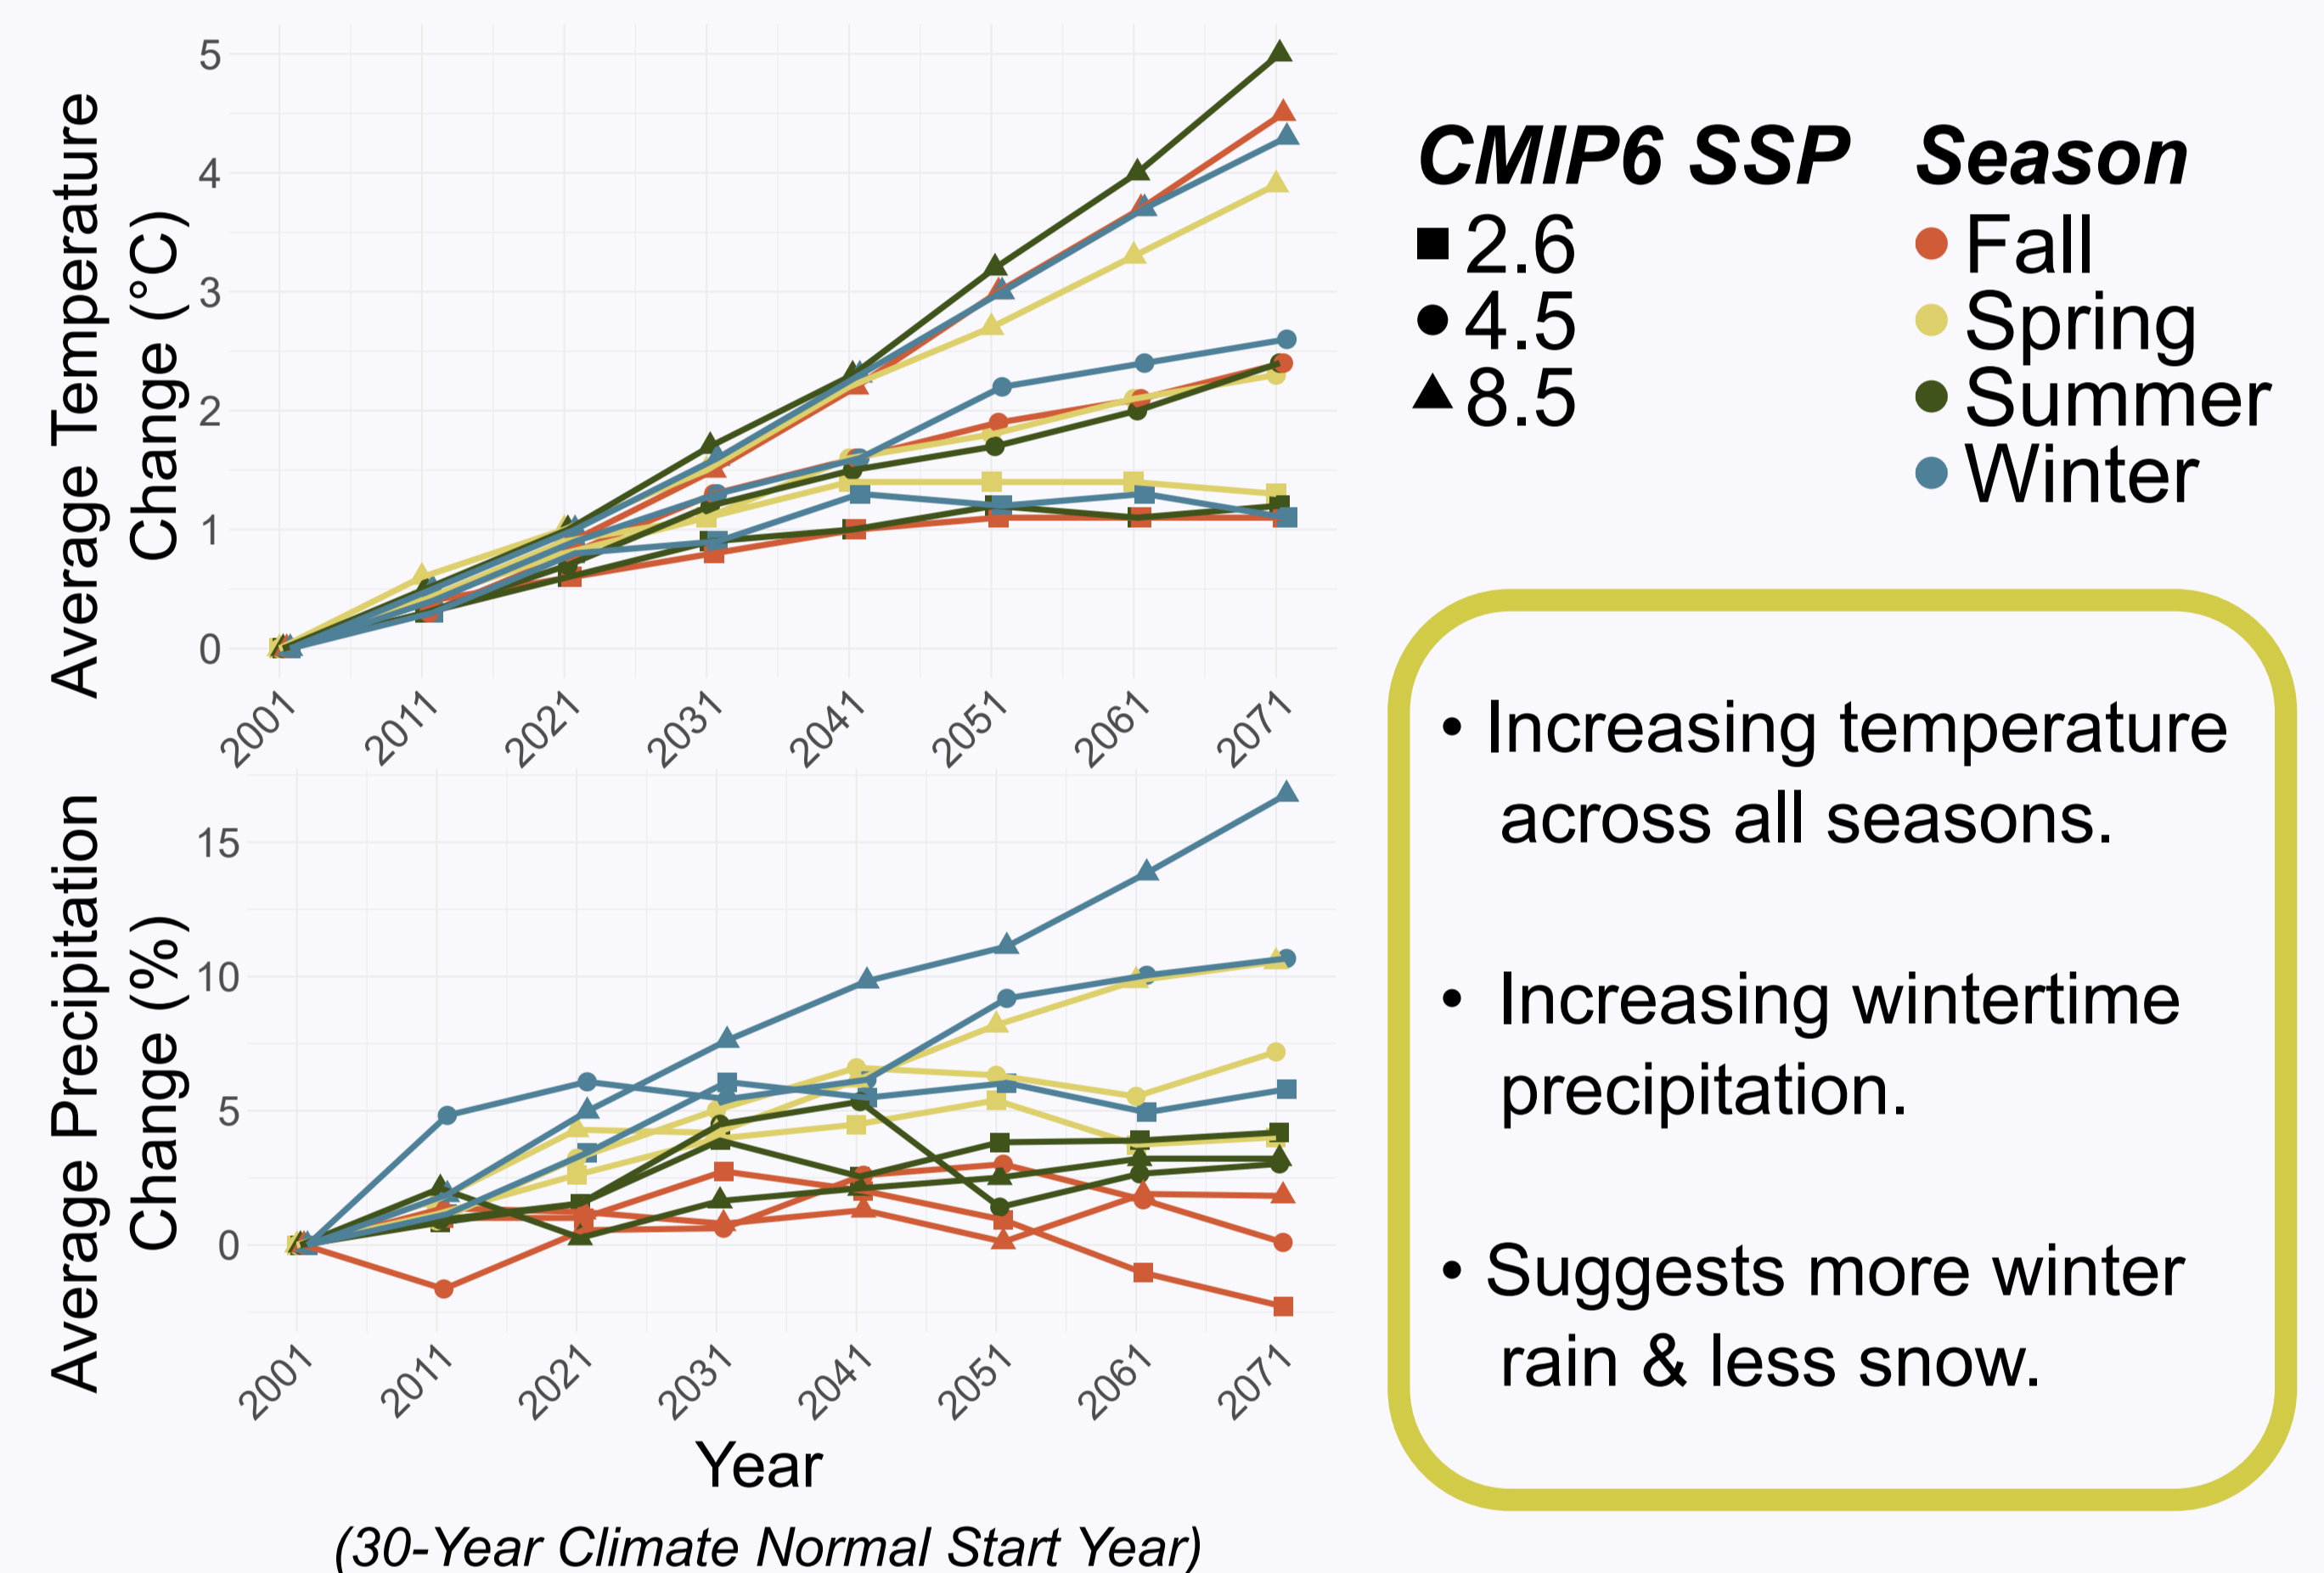 Average Temperature
Change (°C)
5
4
3
2
1
0
2001
2011
2021
2031
2041
2051
2061
2071
Average Precipitation
Change (%)
15
10
5
0
2001
2011
2021
2031
2041
2051
2061
2071
Year
(30-Year Climate Normal Start Year)
CMIP6 SSP
2.6
4.5
8.5
Season
Fall
Spring
Summer
Winter
• Increasing temperature
across all seasons.
• Increasing wintertime
precipitation.
• Suggests more winter
rain & less snow.